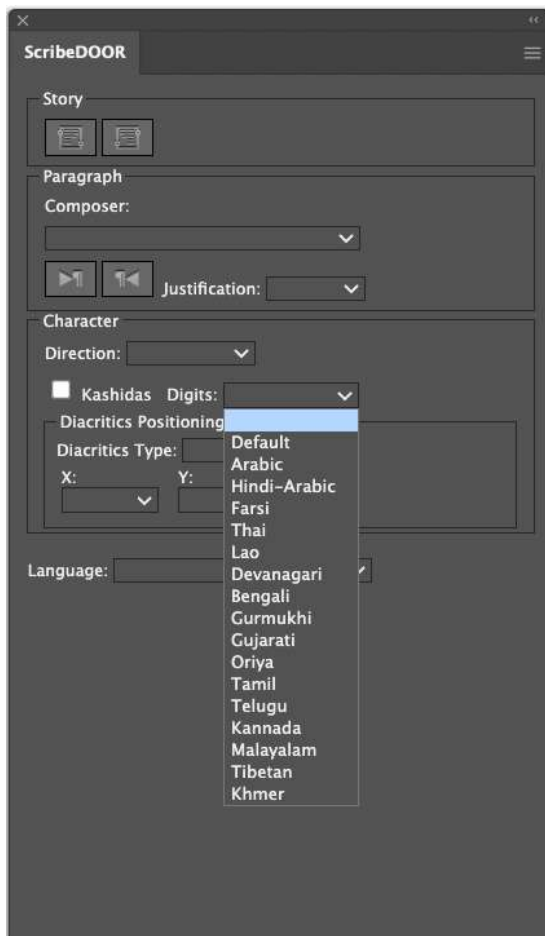 ScribeDOOR
Story
Paragraph
Composer:
Justification:
Character
Direction:
Kashidas Digits:
Diacritics Positioning
Diacritics Type:
X: Y:
Language:
Default
Arabic
Hindi-Arabic
Farsi
Thai
Lao
Devanagari
Bengali
Gurmukhi
Gujarati
Oriya
Tamil
Telugu
Kannada
Malayalam
Tibetan
Khmer